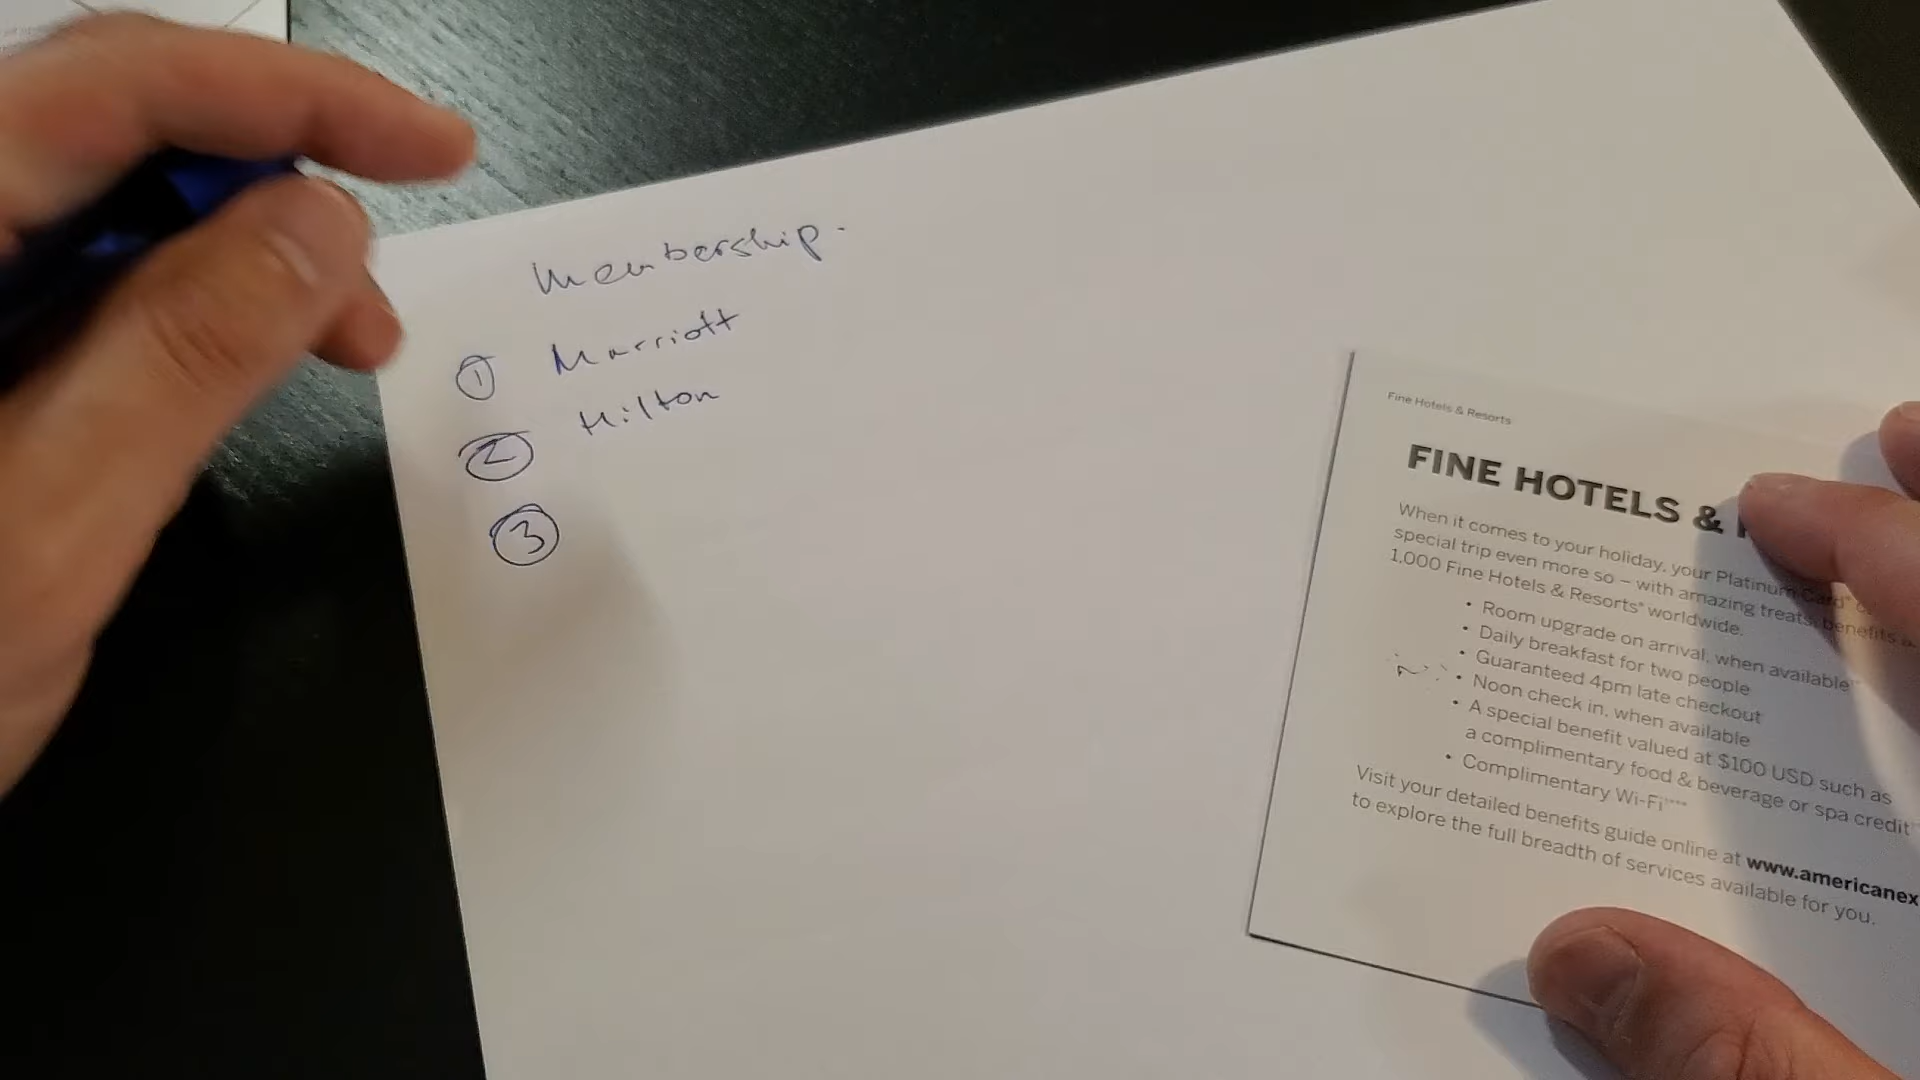 Membership.
① Marriott
② Hilton
③
Fine Hotels & Resorts
FINE HOTELS &
When it comes to your holiday, your Platinum Card
special trip even more so – with amazing treats, benefits
1,000 Fine Hotels & Resorts® worldwide.
• Room upgrade on arrival, when available
• Daily breakfast for two people
• Guaranteed 4pm late checkout
• Noon check in, when available
• A special benefit valued at $100 USD such as
a complimentary food & beverage or spa credit
• Complimentary Wi-Fi****
Visit your detailed benefits guide online at www.americanex
to explore the full breadth of services available for you.